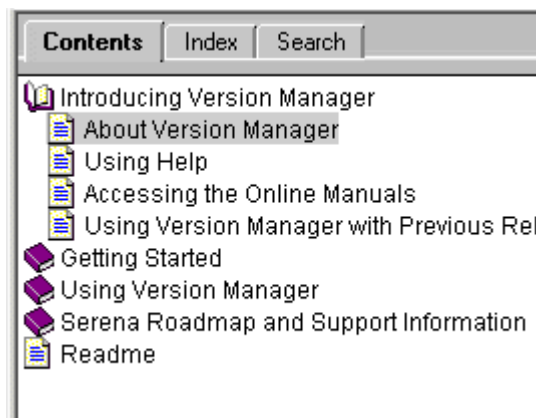 Contents Index Search
Introducing Version Manager
About Version Manager
Using Help
Accessing the Online Manuals
Using Version Manager with Previous Rel
Getting Started
Using Version Manager
Serena Roadmap and Support Information
Readme